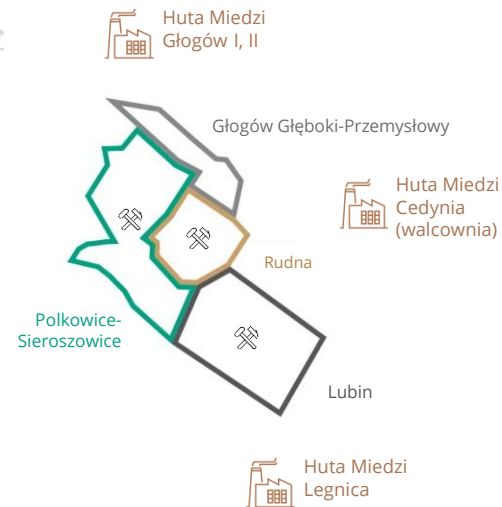 Huta Miedzi
Głogów I, II
Głogów Głęboki-Przemysłowy
Huta Miedzi
Cedynia
(walcownia)
Rudna
Polkowice-
Sieroszowice
Lubin
Huta Miedzi
Legnica